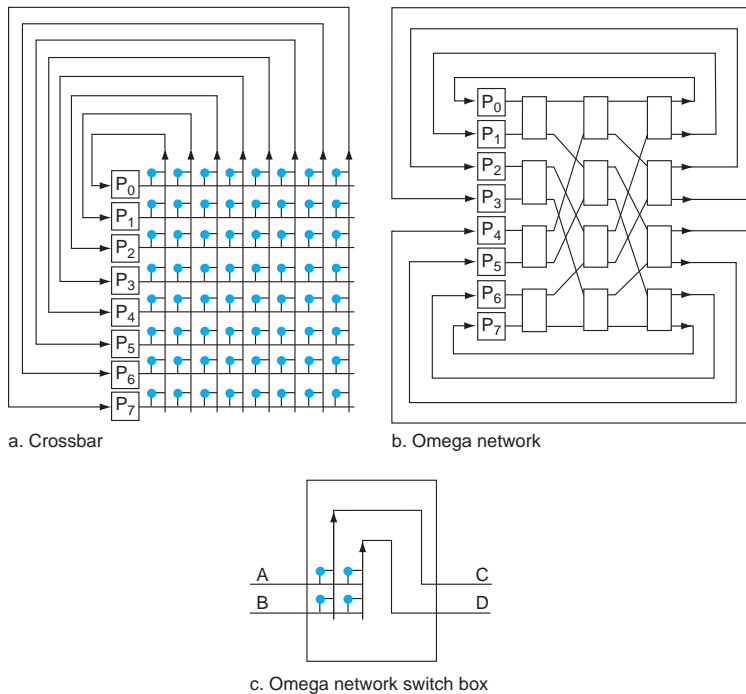 P0
P1
P2
P3
P4
P5
P6
P7
a. Crossbar
P0
P1
P2
P3
P4
P5
P6
P7
b. Omega network
A
B
C
D
c. Omega network switch box